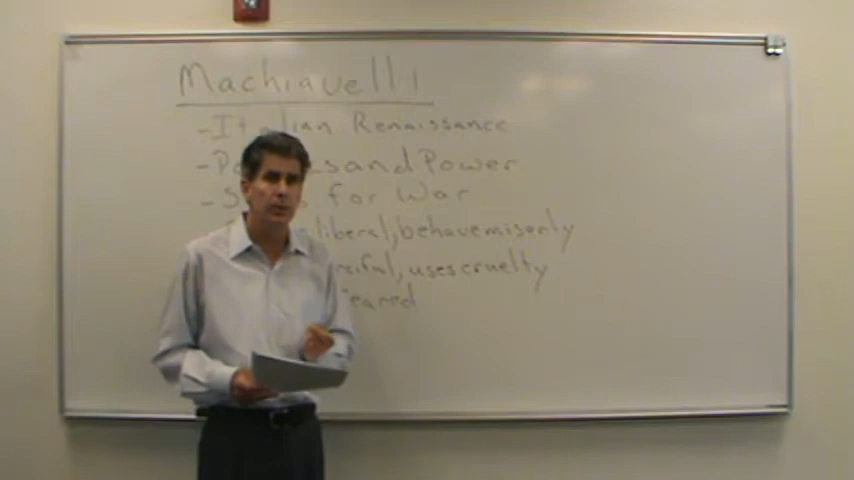 Machiavelli
- Italian Renaissance
- and Power
- for War
liberal, behave miserly
uses cruelty
feared